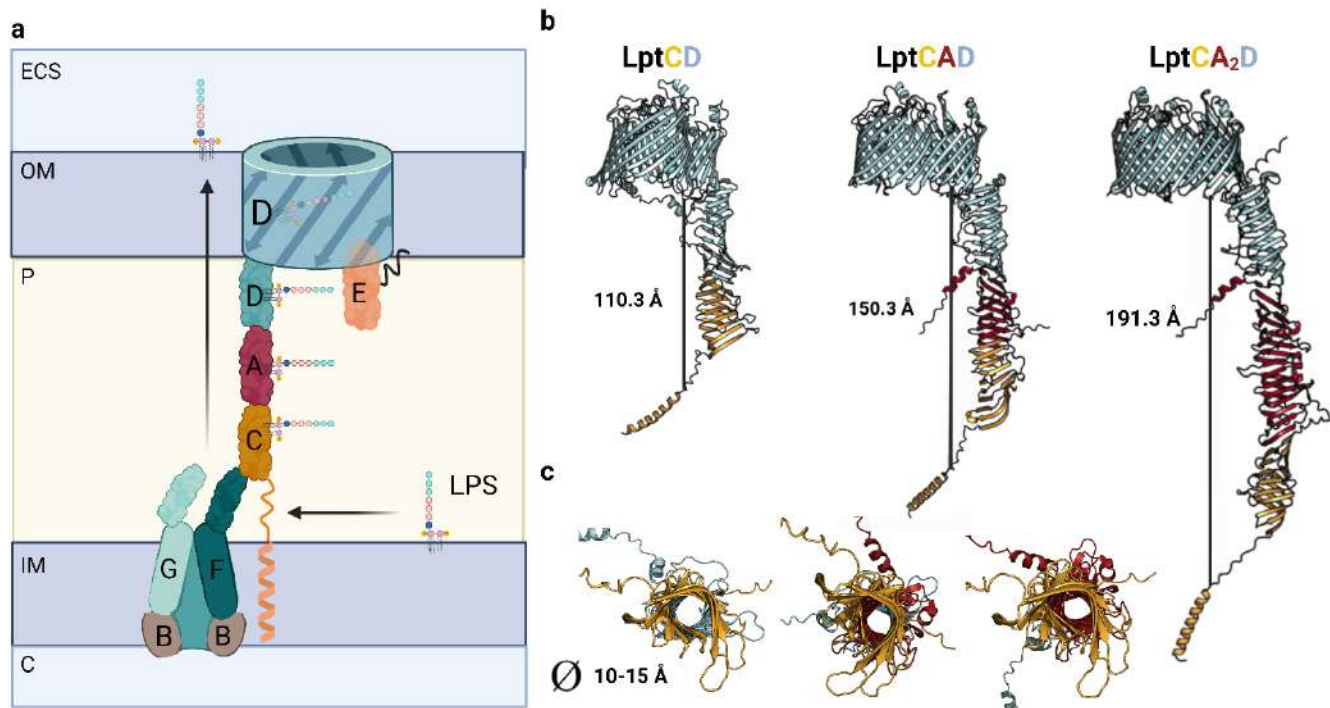 a
ECS
OM
D
P
D
E
A
C
LPS
G
F
IM
B
B
C
b
LptCD
LptCAD
LptCA₂D
110.3 Å
150.3 Å
191.3 Å
c
Ø 10-15 Å